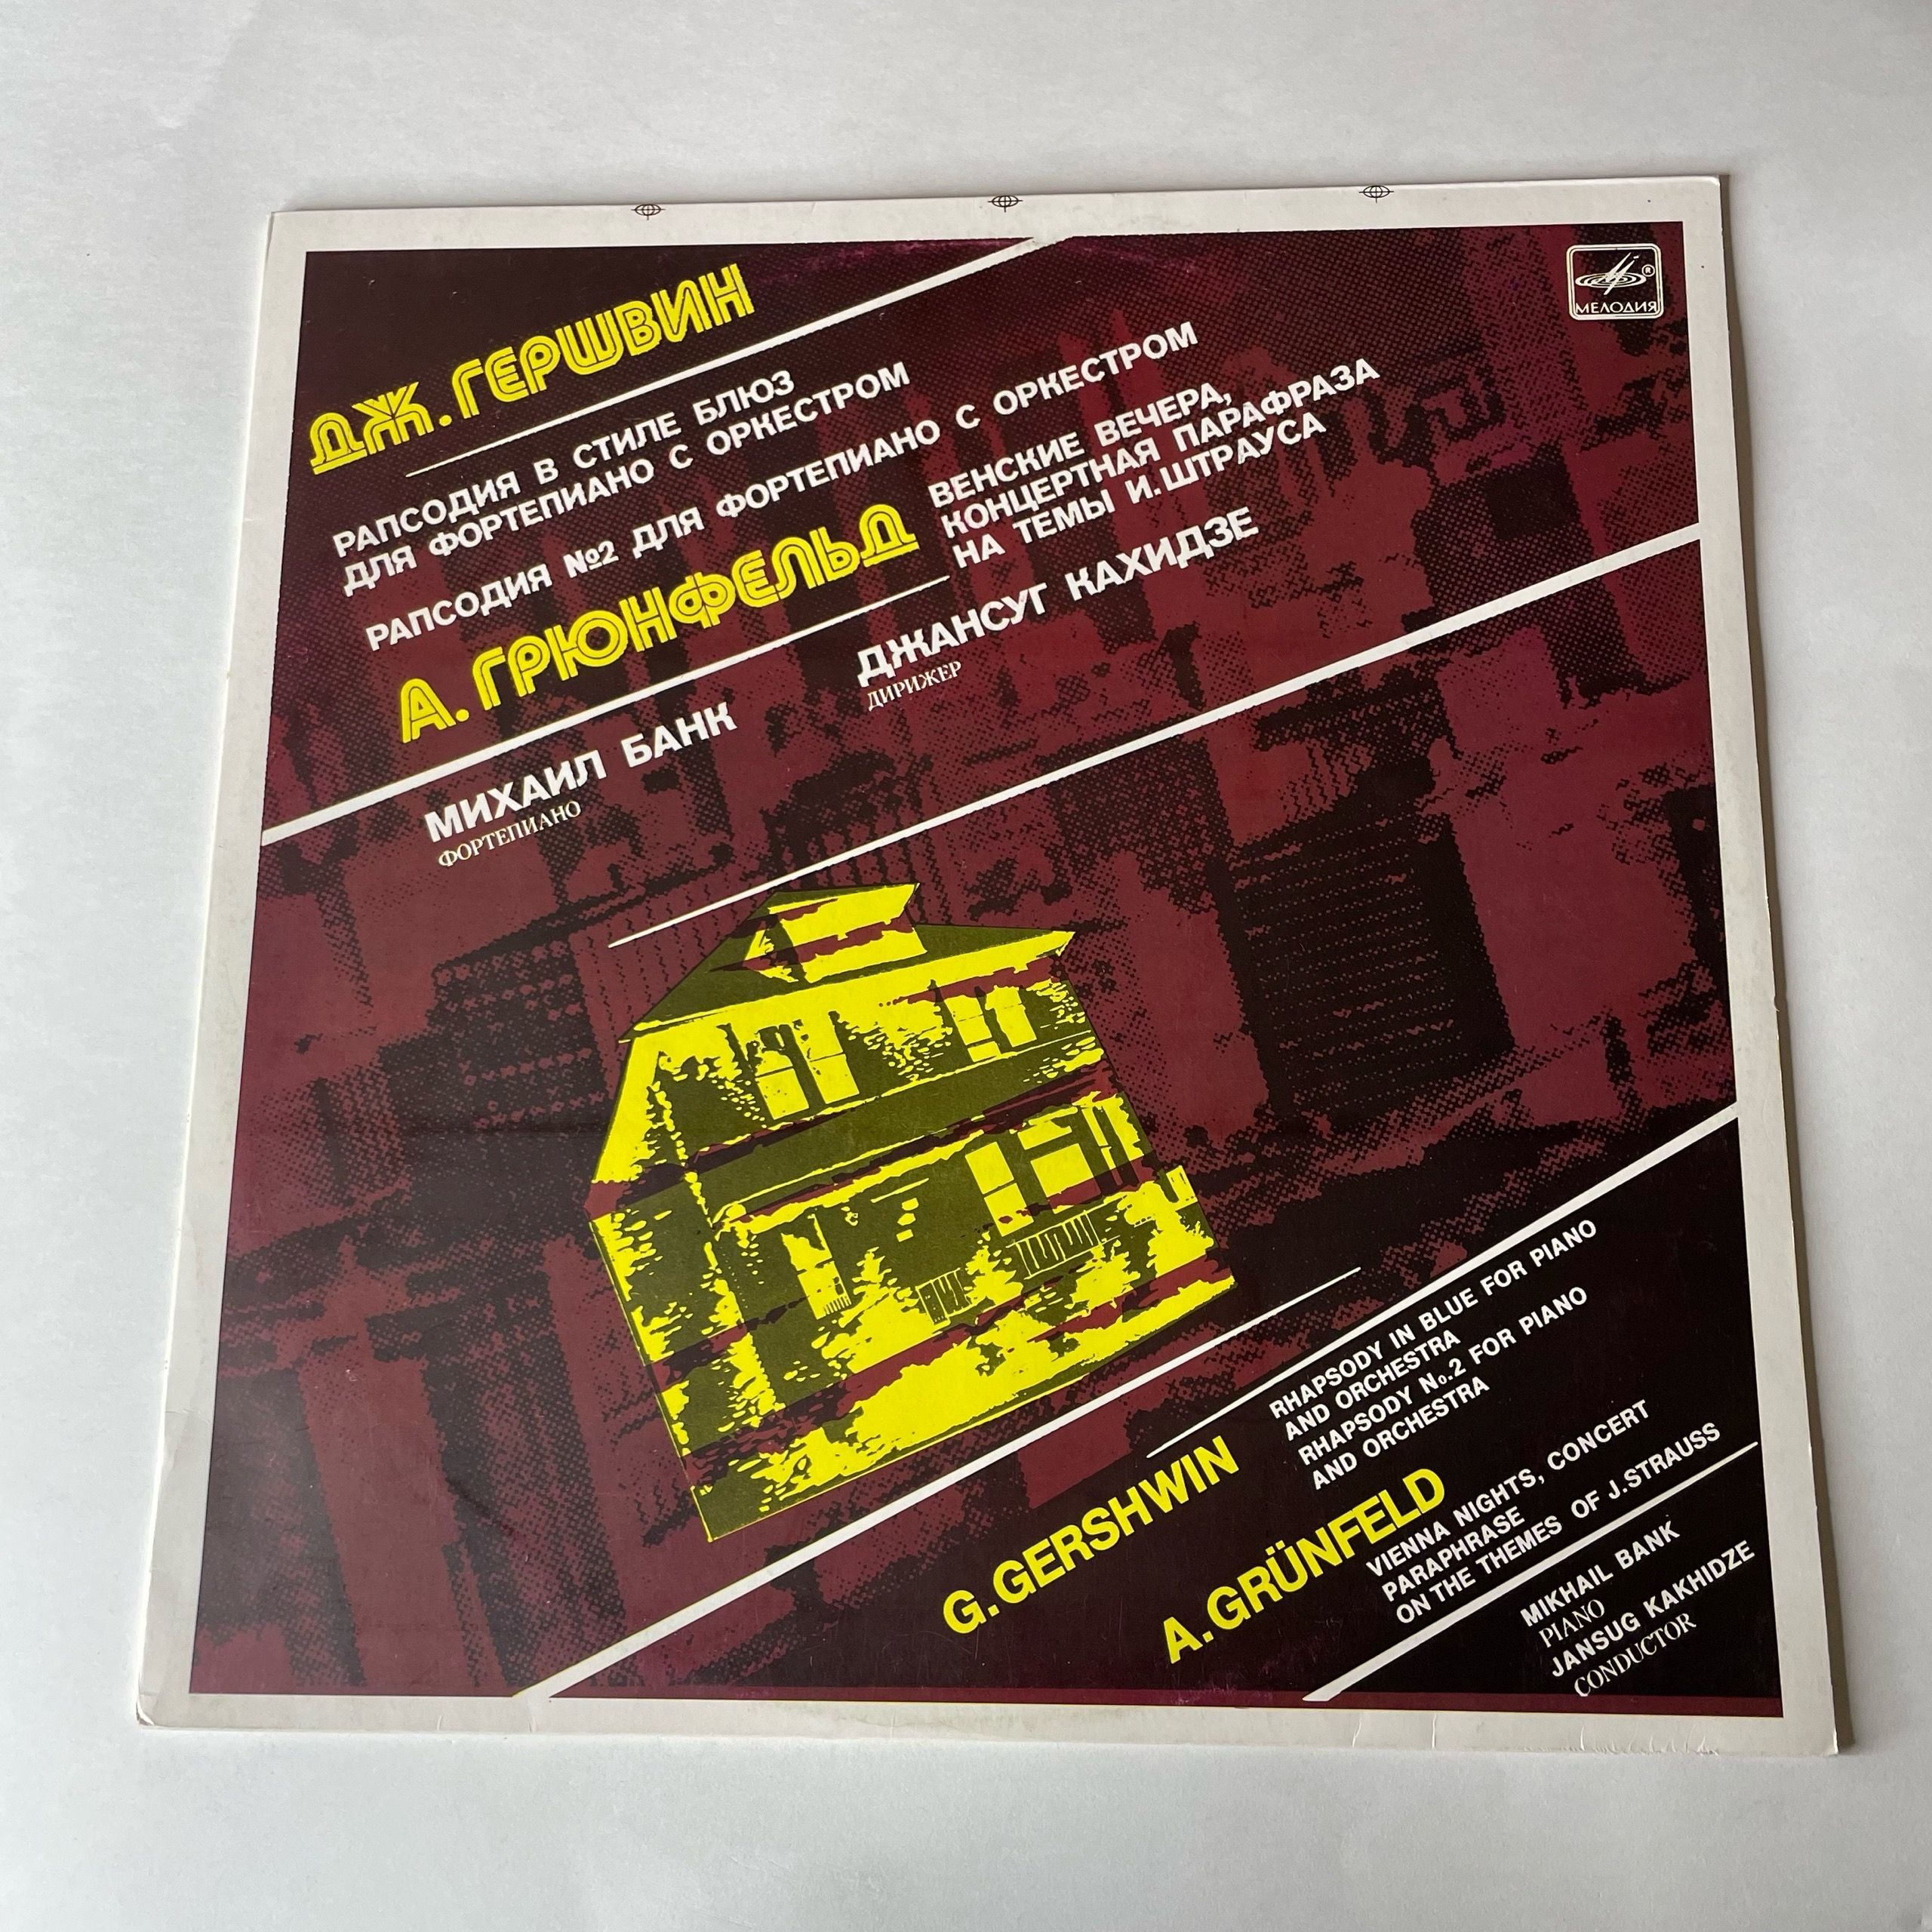 МЕЛОДИЯ
®
ДЖ. ГЕРШВИН
РАПСОДИЯ В СТИЛЕ БЛЮЗ
ДЛЯ ФОРТЕПИАНО С ОРКЕСТРОМ
РАПСОДИЯ №2 ДЛЯ ФОРТЕПИАНО С ОРКЕСТРОМ
А. ГРЮНФЕЛЬД
ВЕНСКИЕ ВЕЧЕРА,
КОНЦЕРТНАЯ ПАРАФРАЗА
НА ТЕМЫ И.ШТРАУСА
МИХАИЛ БАНК
ФОРТЕПИАНО
ДЖАНСУГ КАХИДЗЕ
ДИРИЖЕР
G.GERSHWIN
RHAPSODY IN BLUE FOR PIANO
AND ORCHESTRA
RHAPSODY No.2 FOR PIANO
AND ORCHESTRA
A.GRÜNFELD
VIENNA NIGHTS, CONCERT
PARAPHRASE
ON THE THEMES OF J.STRAUSS
MIKHAIL BANK
PIANO
JANSUG KAKHIDZE
CONDUCTOR